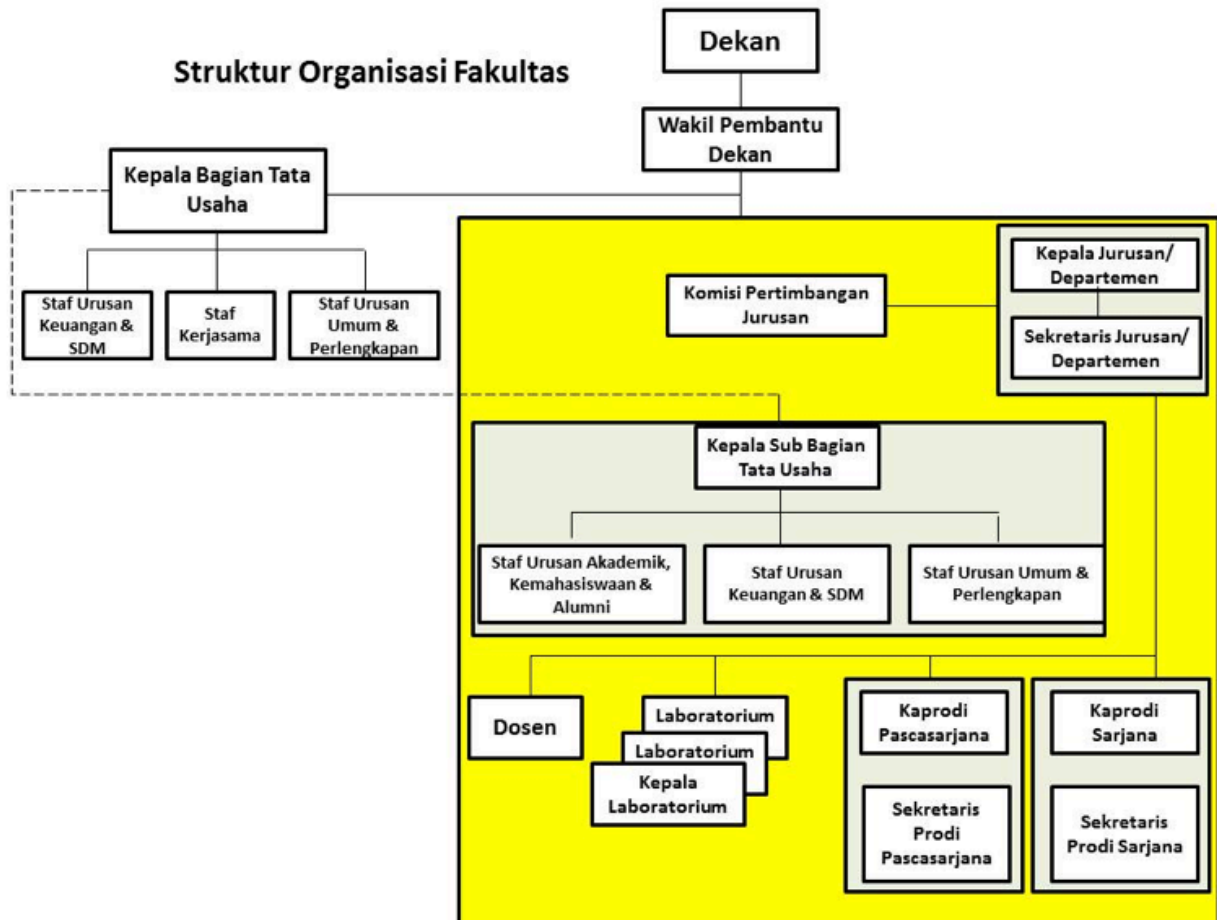 Dekan
Struktur Organisasi Fakultas
Wakil Pembantu
Dekan
Kepala Bagian Tata
Usaha
Staf Urusan
Keuangan &
SDM
Staf
Kerjasama
Staf Urusan
Umum &
Perlengkapan
Kepala Jurusan/
Departemen
Komisi Pertimbangan
Jurusan
Sekretaris Jurusan/
Departemen
Kepala Sub Bagian
Tata Usaha
Staf Urusan Akademik,
Kemahasiswaan &
Alumni
Staf Urusan
Keuangan & SDM
Staf Urusan Umum &
Perlengkapan
Dosen
Laboratorium
Laboratorium
Kepala
Laboratorium
Kaprodi
Pascasarjana
Sekretaris
Prodi
Pascasarjana
Kaprodi
Sarjana
Sekretaris
Prodi Sarjana